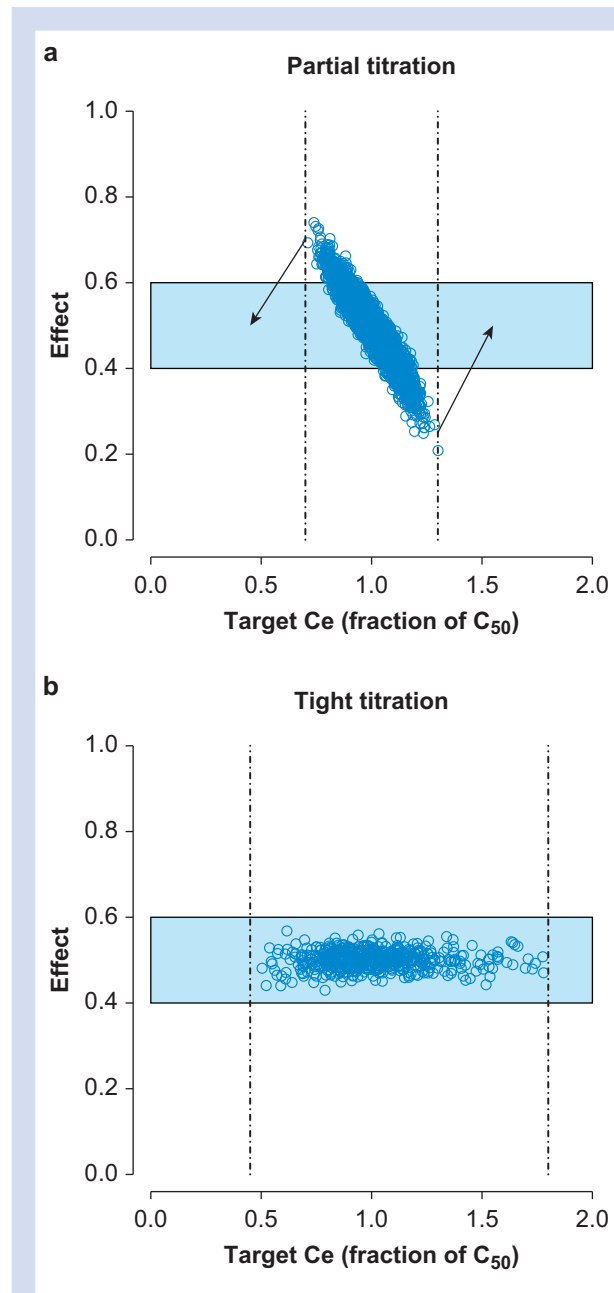 a
Partial titration
1.0
0.8
0.6
0.4
0.2
0.0
Effect
0.0 0.5 1.0 1.5 2.0
Target Ce (fraction of C50)
b
Tight titration
1.0
0.8
0.6
0.4
0.2
0.0
Effect
0.0 0.5 1.0 1.5 2.0
Target Ce (fraction of C50)